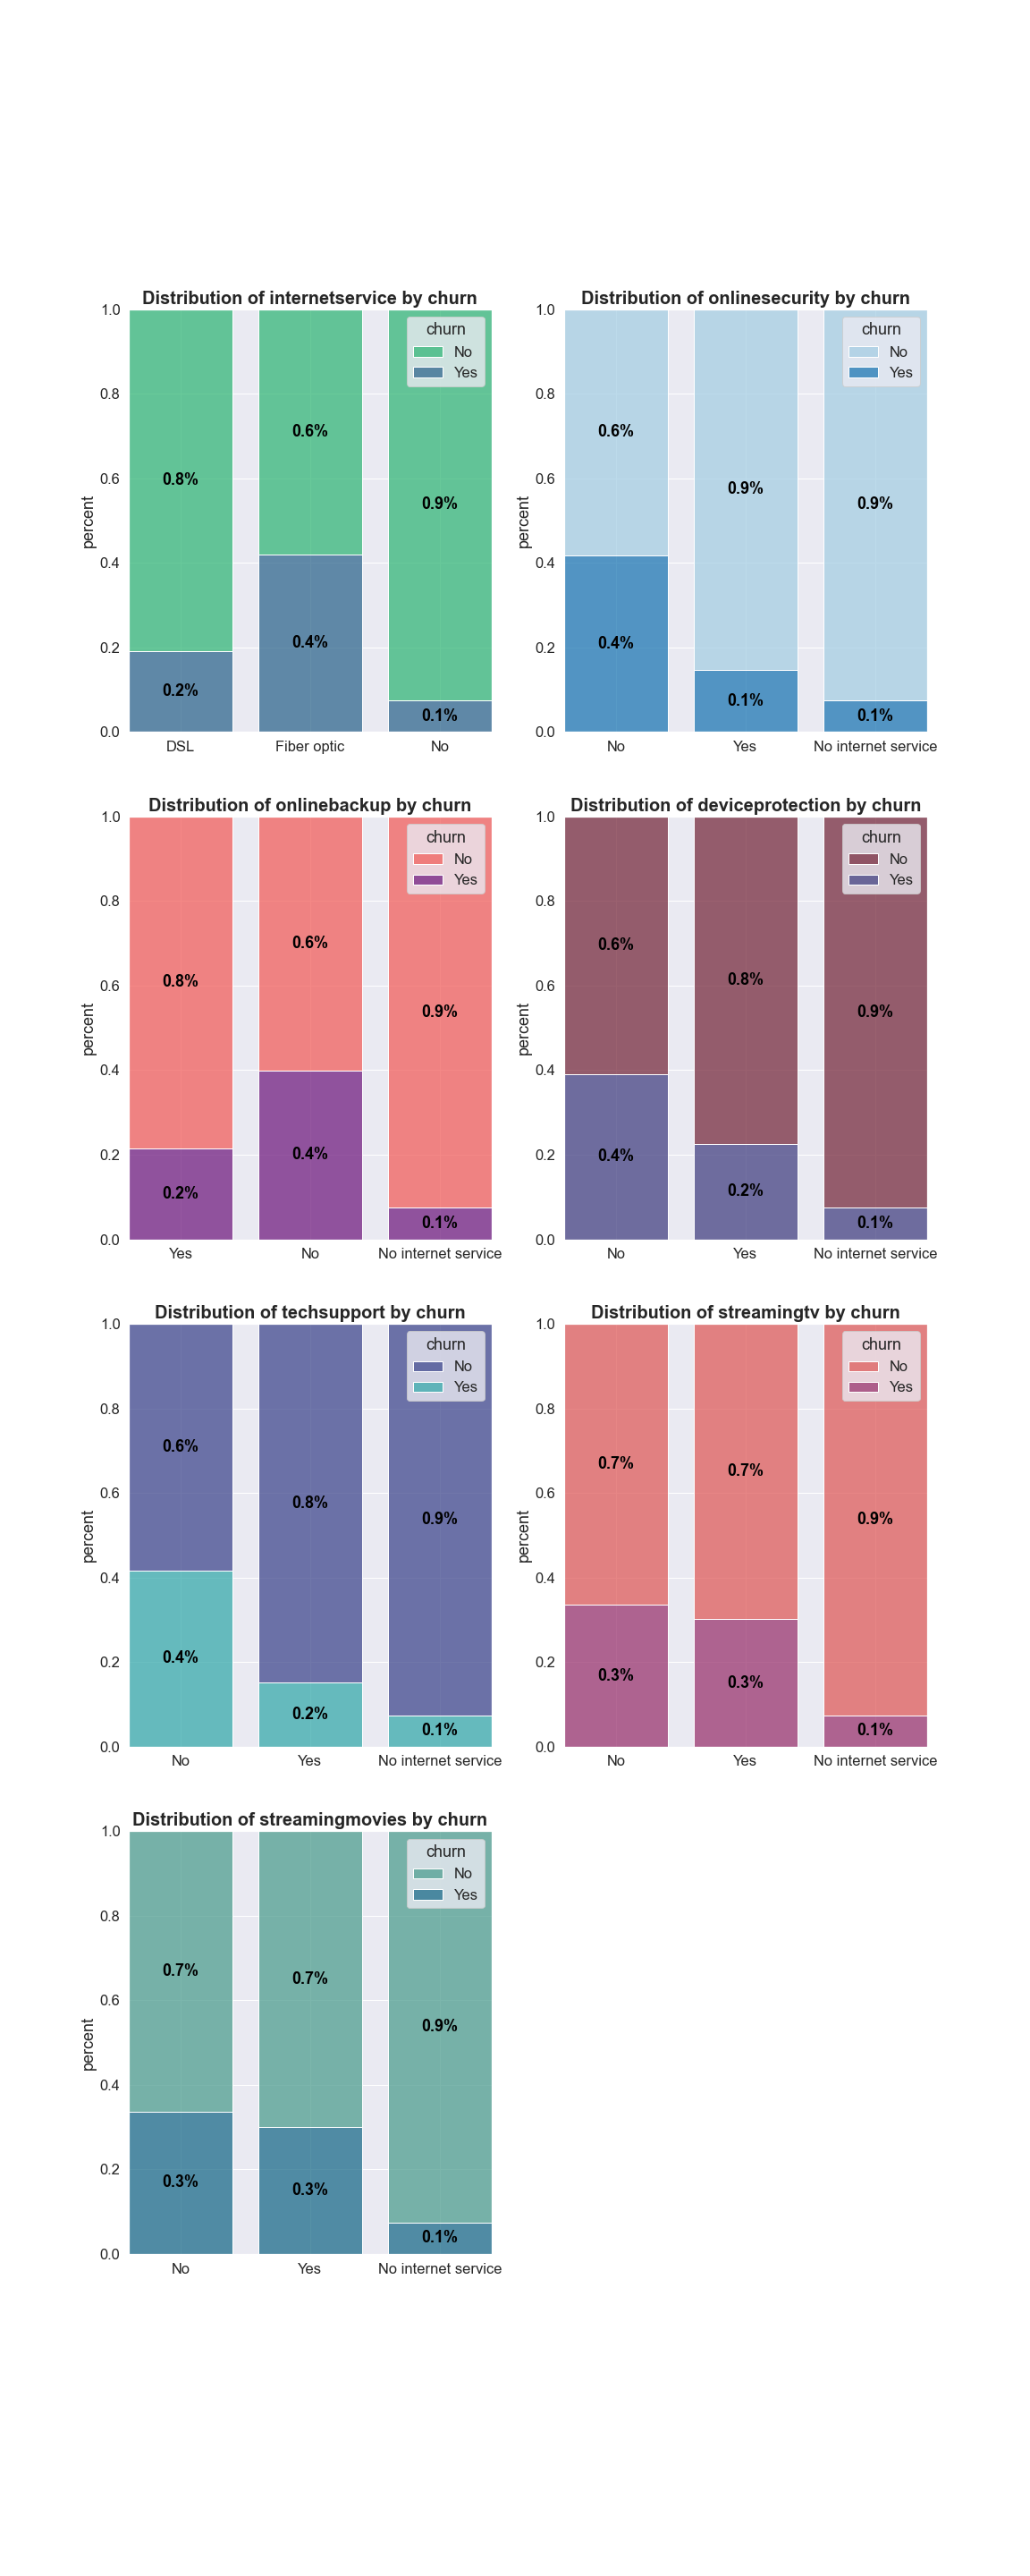 Distribution of internetservice by churn
1.0
0.8
0.6
0.4
0.2
0.0
percent
churn
No
Yes
0.8%
0.6%
0.9%
0.2%
0.4%
0.1%
DSL
Fiber optic
No
Distribution of onlinesecurity by churn
1.0
0.8
0.6
0.4
0.2
0.0
percent
churn
No
Yes
0.6%
0.9%
0.9%
0.4%
0.1%
0.1%
No
Yes
No internet service
Distribution of onlinebackup by churn
1.0
0.8
0.6
0.4
0.2
0.0
percent
churn
No
Yes
0.8%
0.6%
0.9%
0.2%
0.4%
0.1%
Yes
No
No internet service
Distribution of deviceprotection by churn
1.0
0.8
0.6
0.4
0.2
0.0
percent
churn
No
Yes
0.6%
0.8%
0.9%
0.4%
0.2%
0.1%
No
Yes
No internet service
Distribution of techsupport by churn
1.0
0.8
0.6
0.4
0.2
0.0
percent
churn
No
Yes
0.6%
0.8%
0.9%
0.4%
0.2%
0.1%
No
Yes
No internet service
Distribution of streamingtv by churn
1.0
0.8
0.6
0.4
0.2
0.0
percent
churn
No
Yes
0.7%
0.7%
0.9%
0.3%
0.3%
0.1%
No
Yes
No internet service
Distribution of streamingmovies by churn
1.0
0.8
0.6
0.4
0.2
0.0
percent
churn
No
Yes
0.7%
0.7%
0.9%
0.3%
0.3%
0.1%
No
Yes
No internet service